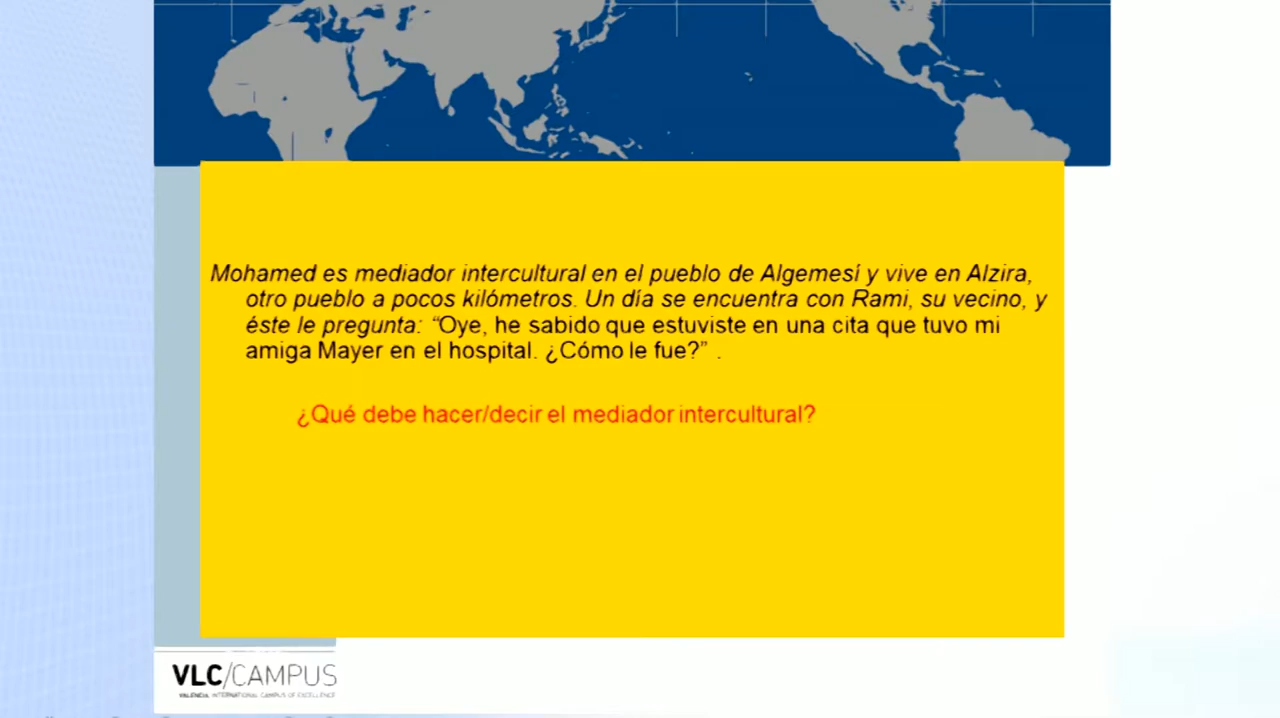 Mohamed es mediador intercultural en el pueblo de Algemesí y vive en Alzira,
otro pueblo a pocos kilómetros. Un día se encuentra con Rami, su vecino, y
éste le pregunta: “Oye, he sabido que estuviste en una cita que tuvo mi
amiga Mayer en el hospital. ¿Cómo le fue?” .
¿Qué debe hacer/decir el mediador intercultural?
VLC/CAMPUS
VALENCIA, INTERNATIONAL CAMPUS OF EXCELLENCE